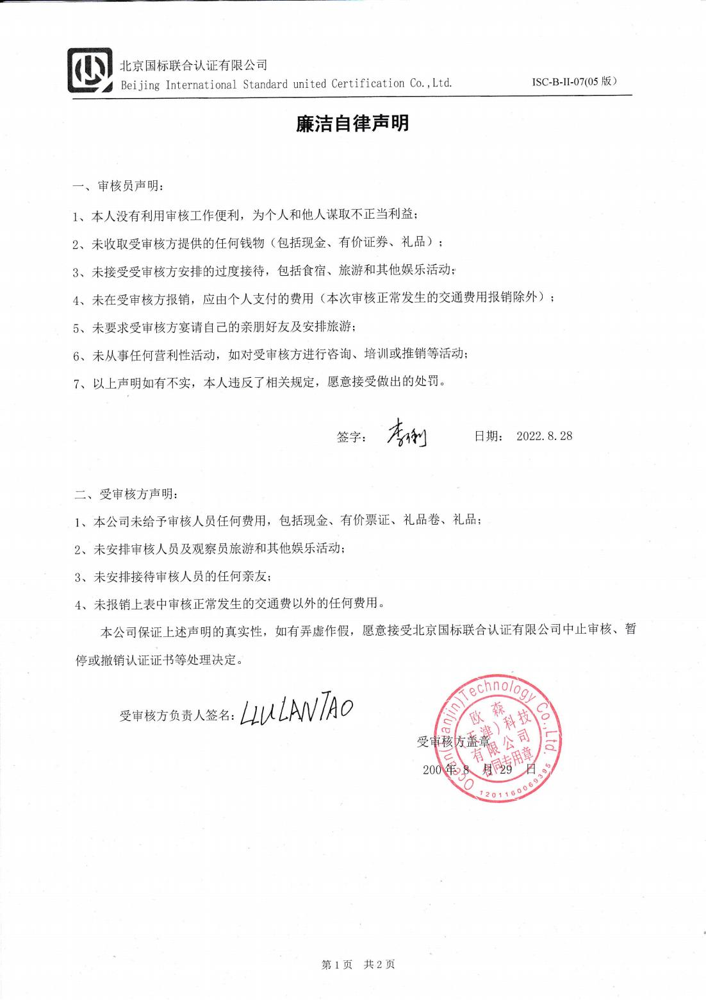 北京国标联合认证有限公司
Beijing International Standard united Certification Co.,Ltd.
ISC-B-II-07(05 版)
廉洁自律声明
一、审核员声明:
1、本人没有利用审核工作便利，为个人和他人谋取不正当利益;
2、未收取受审核方提供的任何钱物（包括现金、有价证券、礼品）;
3、未接受受审核方安排的过度接待，包括食宿、旅游和其他娱乐活动;
4、未在受审核方报销，应由个人支付的费用（本次审核正常发生的交通费用报销除外）;
5、未要求受审核方宴请自己的亲朋好友及安排旅游;
6、未从事任何营利性活动，如对受审核方进行咨询、培训或推销等活动;
7、以上声明如有不实，本人违反了相关规定，愿意接受做出的处罚。
签字: 李俐 日期: 2022.8.28
二、受审核方声明:
1、本公司未给予审核人员任何费用，包括现金、有价票证、礼品卷、礼品;
2、未安排审核人员及观察员旅游和其他娱乐活动;
3、未安排接待审核人员的任何亲友;
4、未报销上表中审核正常发生的交通费以外的任何费用。
本公司保证上述声明的真实性，如有弄虚作假，愿意接受北京国标联合认证有限公司中止审核、暂
停或撤销认证证书等处理决定。
受审核方负责人签名: LIULANTAO
受审核方盖章
200 年 8 月 29 日
Ocean(Tianjin)Technology Co.,Ltd.
欧森
（天津）科技
有限公司
合同专用章
1201160069395
第 1 页 共 2 页